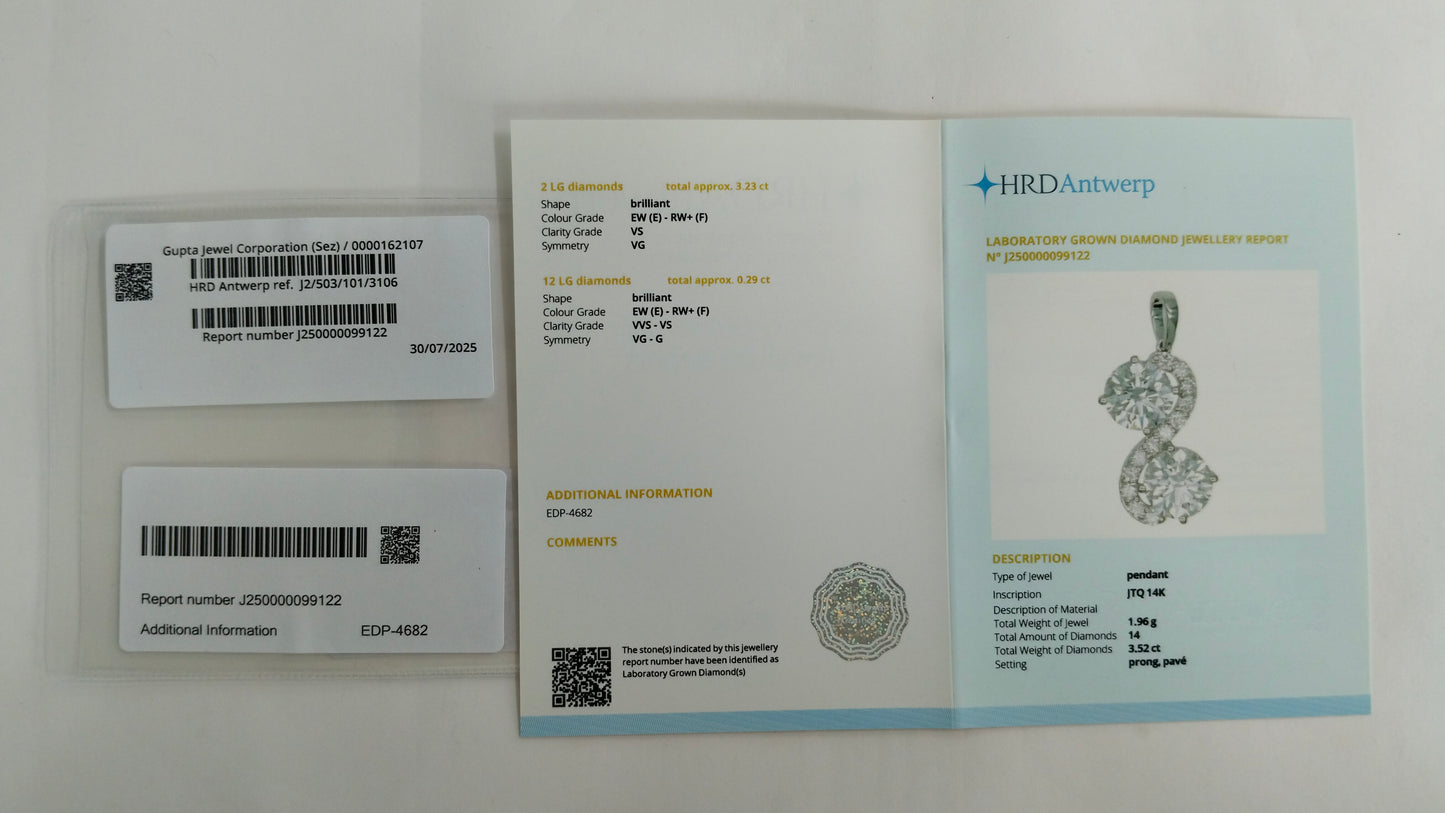 Gupta Jewel Corporation (Sez) / 0000162107
HRD Antwerp ref. J2/503/101/3106
Report number J250000099122
30/07/2025
Report number J250000099122
Additional Information EDP-4682
2 LG diamonds total approx. 3.23 ct
Shape brilliant
Colour Grade EW (E) - RW+ (F)
Clarity Grade VS
Symmetry VG
12 LG diamonds total approx. 0.29 ct
Shape brilliant
Colour Grade EW (E) - RW+ (F)
Clarity Grade VVS - VS
Symmetry VG - G
ADDITIONAL INFORMATION
EDP-4682
COMMENTS
The stone(s) indicated by this jewellery
report number have been identified as
Laboratory Grown Diamond(s)
HRDAntwerp
LABORATORY GROWN DIAMOND JEWELLERY REPORT
N° J250000099122
DESCRIPTION
Type of Jewel pendant
Inscription JTQ 14K
Description of Material
Total Weight of Jewel 1.96 g
Total Amount of Diamonds 14
Total Weight of Diamonds 3.52 ct
Setting prong, pavé